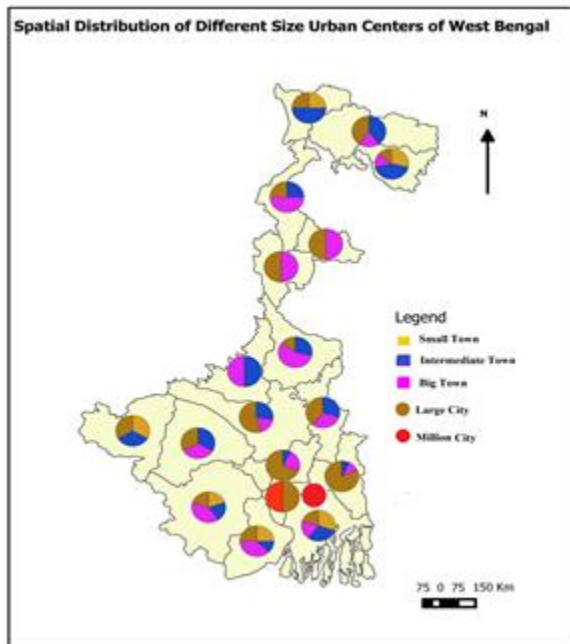 Spatial Distribution of Different Size Urban Centers of West Bengal
N
Legend
Small Town
Intermediate Town
Big Town
Large City
Million City
75 0 75 150 Km